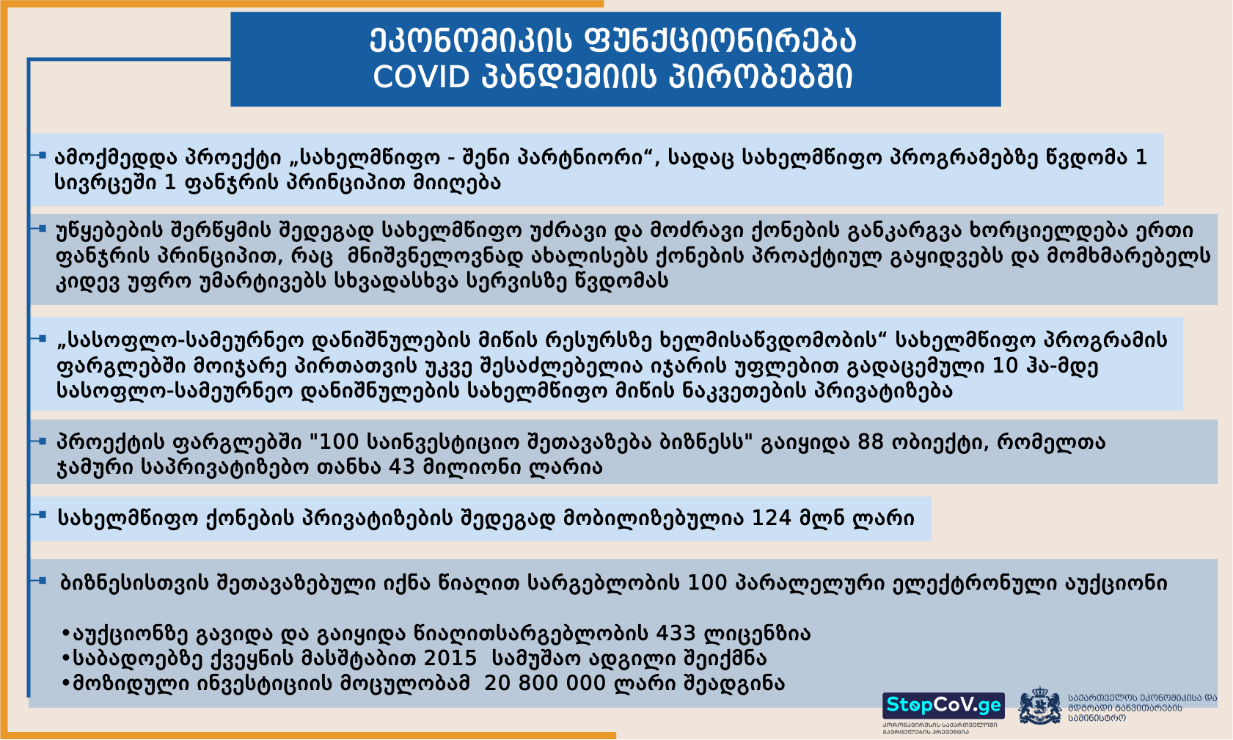 ეკონომიკის ფუნქციონირება
COVID პანდემიის პირობებში
ამოქმედდა პროექტი „სახელმწიფო - შენი პარტნიორი“, სადაც სახელმწიფო პროგრამებზე წვდომა 1
სივრცეში 1 ფანჯრის პრინციპით მიიღება
უწყებების შერწყმის შედეგად სახელმწიფო უძრავი და მოძრავი ქონების განკარგვა ხორციელდება ერთი
ფანჯრის პრინციპით, რაც მნიშვნელოვნად ახალისებს ქონების პროაქტიულ გაყიდვებს და მომხმარებელს
კიდევ უფრო უმარტივებს სხვადასხვა სერვისზე წვდომას
„სასოფლო-სამეურნეო დანიშნულების მიწის რესურსზე ხელმისაწვდომობის“ სახელმწიფო პროგრამის
ფარგლებში მოიჯარე პირთათვის უკვე შესაძლებელია იჯარის უფლებით გადაცემული 10 ჰა-მდე
სასოფლო-სამეურნეო დანიშნულების სახელმწიფო მიწის ნაკვეთების პრივატიზება
პროექტის ფარგლებში "100 საინვესტიციო შეთავაზება ბიზნესს" გაიყიდა 88 ობიექტი, რომელთა
ჯამური საპრივატიზებო თანხა 43 მილიონი ლარია
სახელმწიფო ქონების პრივატიზების შედეგად მობილიზებულია 124 მლნ ლარი
ბიზნესისთვის შეთავაზებული იქნა წიაღით სარგებლობის 100 პარალელური ელექტრონული აუქციონი
•აუქციონზე გავიდა და გაიყიდა წიაღითსარგებლობის 433 ლიცენზია
•საბადოებზე ქვეყნის მასშტაბით 2015 სამუშაო ადგილი შეიქმნა
•მოზიდული ინვესტიციის მოცულობამ 20 800 000 ლარი შეადგინა
StopCoV.ge
კორონავირუსის საქართველოში
გავრცელების პრევენცია
საქართველოს ეკონომიკისა და
მდგრადი განვითარების
სამინისტრო